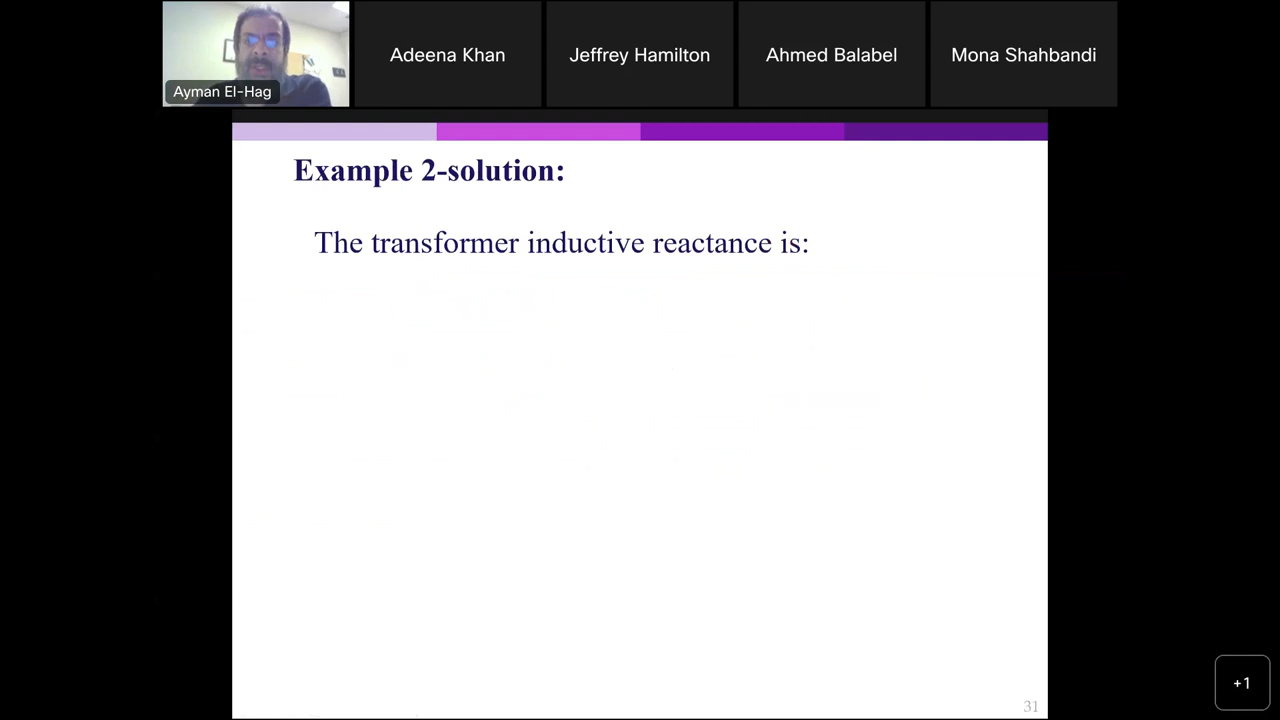 Ayman El-Hag
Adeena Khan
Jeffrey Hamilton
Ahmed Balabel
Mona Shahbandi
Example 2-solution:
The transformer inductive reactance is:
31
+1